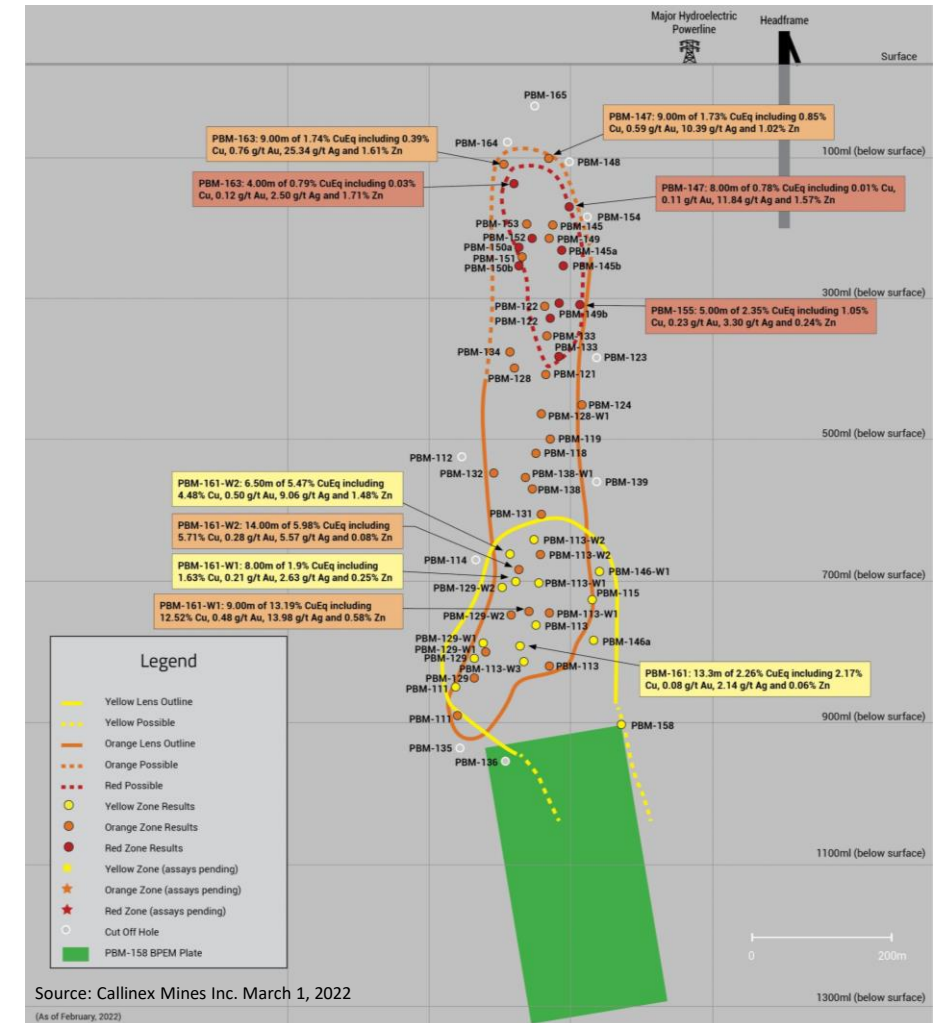 Major Hydroelectric
Powerline
Headframe
Surface
PBM-165
PBM-147: 9.00m of 1.73% CuEq including 0.85%
Cu, 0.59 g/t Au, 10.39 g/t Ag and 1.02% Zn
PBM-163: 9.00m of 1.74% CuEq including 0.39%
Cu, 0.76 g/t Au, 25.34 g/t Ag and 1.61% Zn
PBM-164
PBM-148
100ml (below surface)
PBM-163: 4.00m of 0.79% CuEq including 0.03%
Cu, 0.12 g/t Au, 2.50 g/t Ag and 1.71% Zn
PBM-147: 8.00m of 0.78% CuEq including 0.01% Cu,
0.11 g/t Au, 11.84 g/t Ag and 1.57% Zn
PBM-154
PBM-153
PBM-145
PBM-152
PBM-149
PBM-150a
PBM-145a
PBM-151
PBM-150b
PBM-145b
300ml (below surface)
PBM-122
PBM-149b
PBM-122
PBM-155: 5.00m of 2.35% CuEq including 1.05%
Cu, 0.23 g/t Au, 3.30 g/t Ag and 0.24% Zn
PBM-133
PBM-133
PBM-134
PBM-123
PBM-128
PBM-121
PBM-124
PBM-128-W1
500ml (below surface)
PBM-119
PBM-118
PBM-112
PBM-132
PBM-138-W1
PBM-138
PBM-139
PBM-161-W2: 6.50m of 5.47% CuEq including
4.48% Cu, 0.50 g/t Au, 9.06 g/t Ag and 1.48% Zn
PBM-131
PBM-161-W2: 14.00m of 5.98% CuEq including
5.71% Cu, 0.28 g/t Au, 5.57 g/t Ag and 0.08% Zn
PBM-113-W2
PBM-114
PBM-113-W2
PBM-161-W1: 8.00m of 1.9% CuEq including
1.63% Cu, 0.21 g/t Au, 2.63 g/t Ag and 0.25% Zn
PBM-146-W1
700ml (below surface)
PBM-129-W2
PBM-113-W1
PBM-115
PBM-161-W1: 9.00m of 13.19% CuEq including
12.52% Cu, 0.48 g/t Au, 13.98 g/t Ag and 0.58% Zn
PBM-129-W2
PBM-113-W1
PBM-113
PBM-129-W1
PBM-146a
PBM-129-W1
PBM-129
PBM-113-W3
PBM-113
PBM-161: 13.3m of 2.26% CuEq including 2.17%
Cu, 0.08 g/t Au, 2.14 g/t Ag and 0.06% Zn
PBM-129
PBM-111
PBM-111
900ml (below surface)
PBM-158
PBM-135
PBM-136
1100ml (below surface)
1300ml (below surface)
0
200m
Legend
Yellow Lens Outline
Yellow Possible
Orange Lens Outline
Orange Possible
Red Possible
Yellow Zone Results
Orange Zone Results
Red Zone Results
Yellow Zone (assays pending)
Orange Zone (assays pending)
Red Zone (assays pending)
Cut Off Hole
PBM-158 BPEM Plate
Source: Callinex Mines Inc. March 1, 2022
(As of February, 2022)